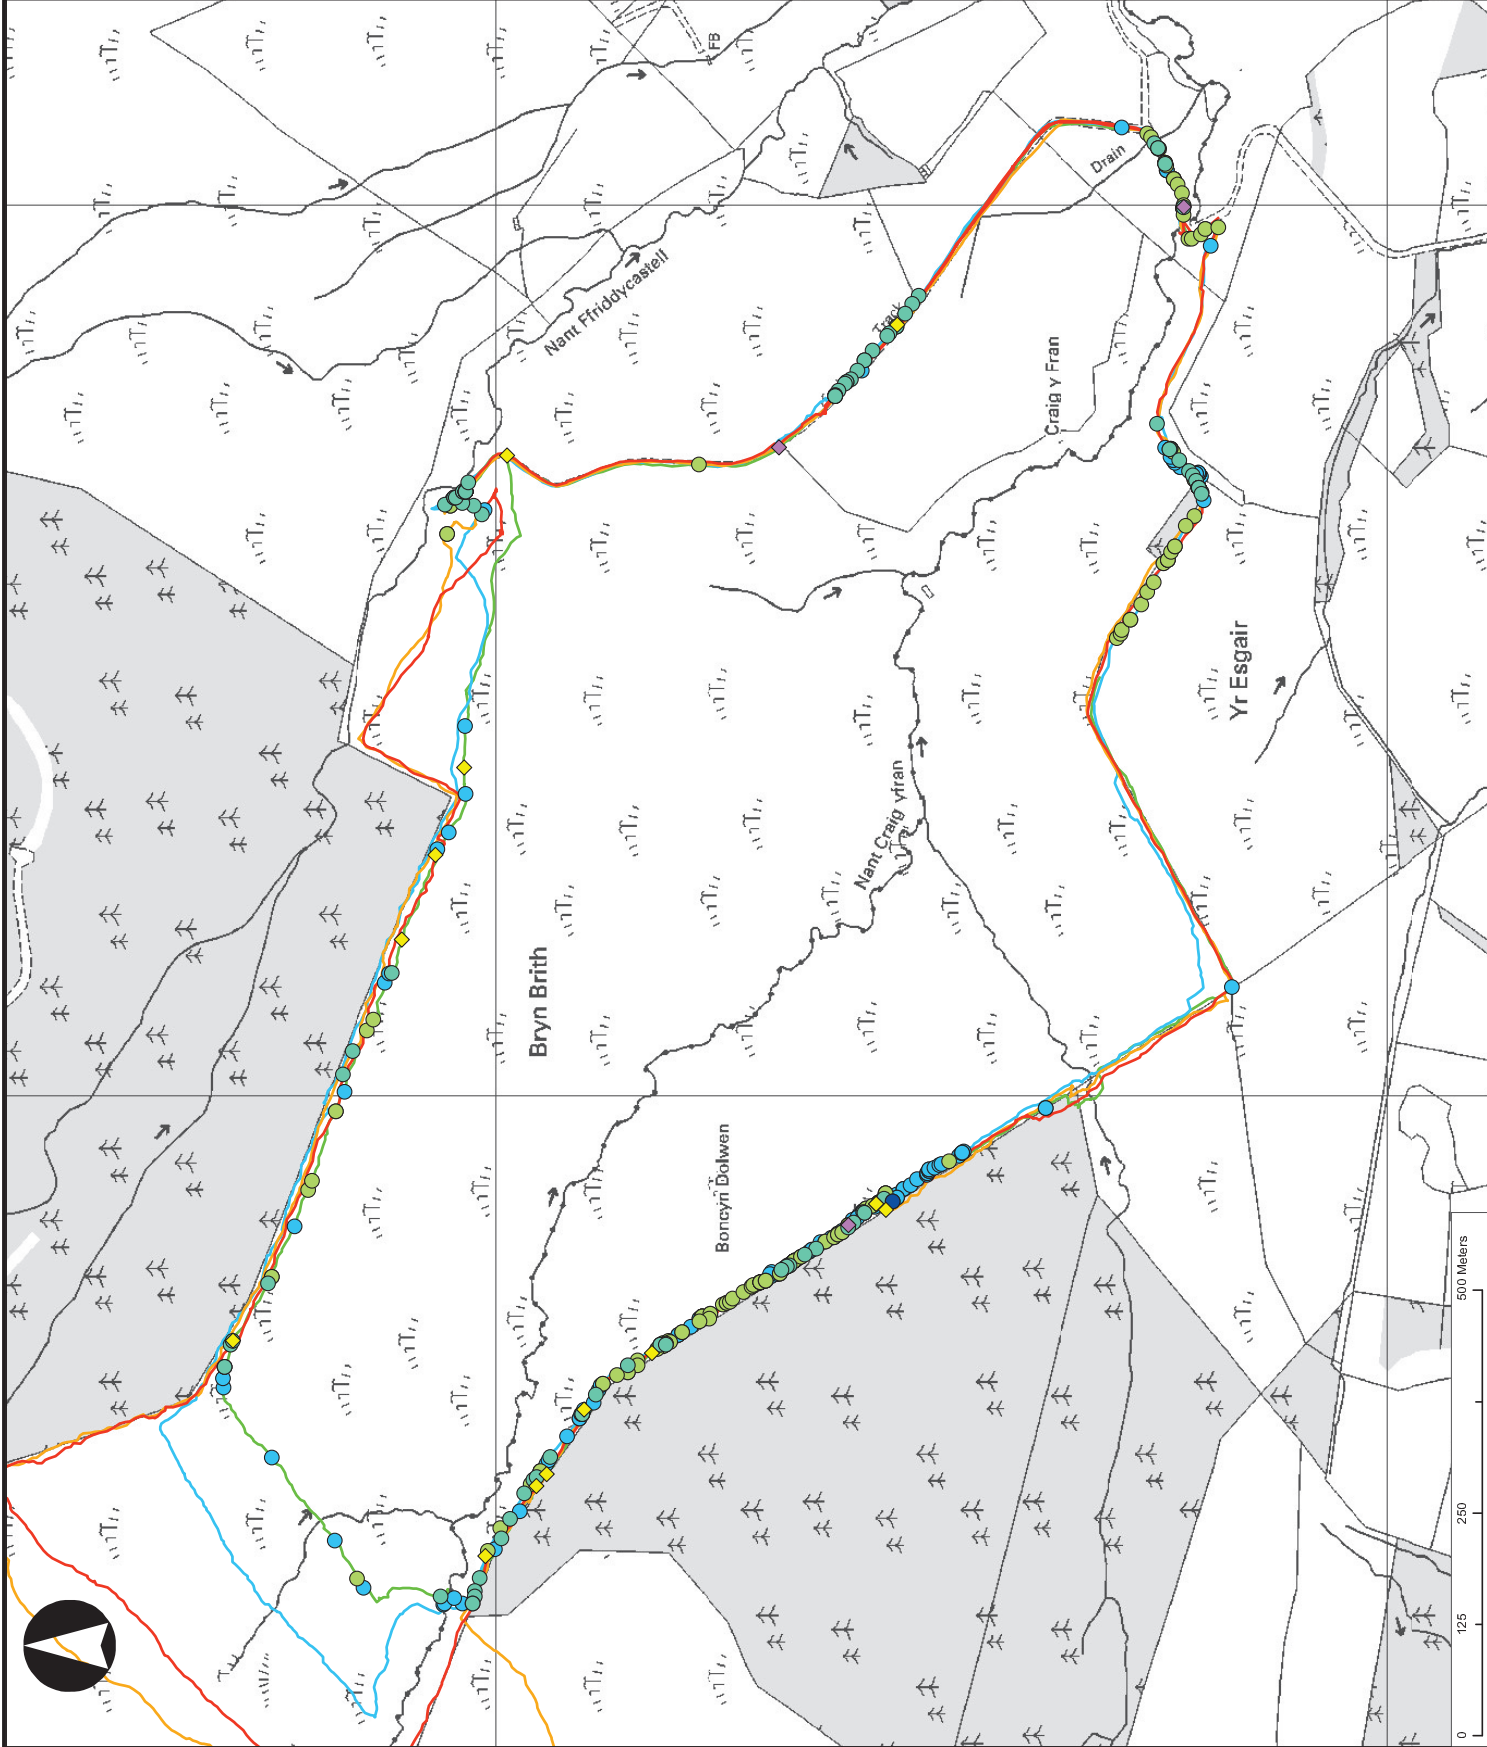 FB
Nant Ffriddycastell
Drain
Track
Craig y Fran
Yr Esgair
Nant Craig yfran
Bryn Brith
Boncyn Dolwen
0 125 250 500 Meters